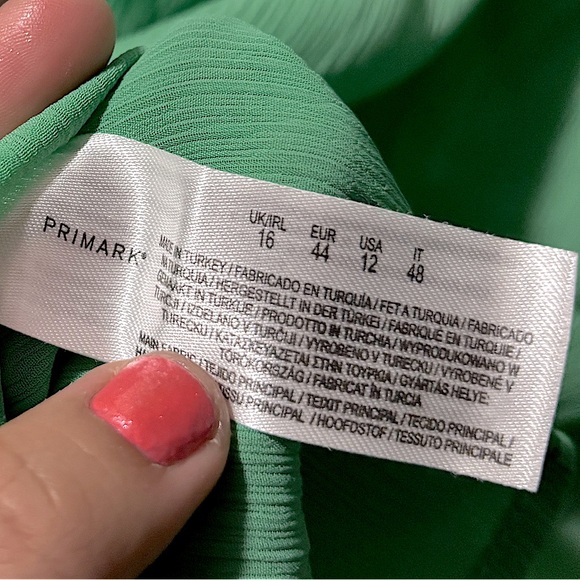 PRIMARK®
UK/IRL EUR USA IT
16 44 12 48
MADE IN TURKEY / FABRICADO EN TURQUÍA / FET A TURQUIA / FABRICADO
IN TURQUIA / HERGESTELLT IN DER TÜRKEI / FABRIQUÉ EN TURQUIE /
GEMAAKT IN TURKIJE / PRODOTTO IN TURCHIA / WYPRODUKOWANO W
TURCJI / IZDELANO V TURČIJI / VYROBENO V TURECKU / VYROBENÉ V
TURECKU / ΚΑΤΑΣΚΕΥΑΖΕΤΑΙ ΣΤΗΝ ΤΟΥΡΚΙΑ / GYÁRTÁS HELYE:
TÖRÖKORSZÁG / FABRICAT ÎN TURCIA
MAIN FABRIC / TEJIDO PRINCIPAL / TEIXIT PRINCIPAL / TECIDO PRINCIPAL /
TISSU PRINCIPAL / HOOFDSTOF / TESSUTO PRINCIPALE